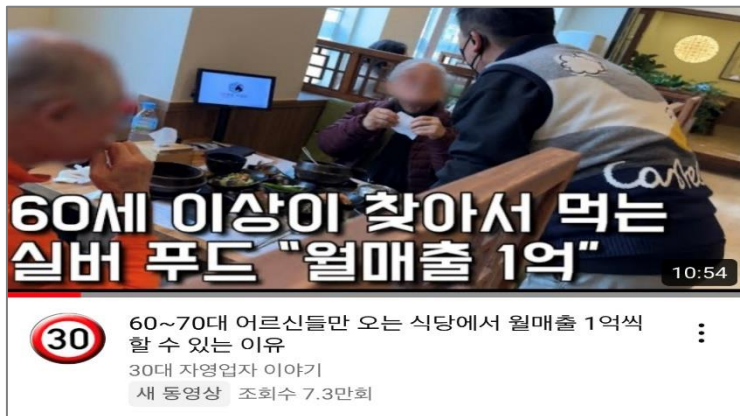 60세 이상이 찾아서 먹는
실버 푸드 "월매출 1억"
10:54
30
60~70대 어르신들만 오는 식당에서 월매출 1억씩
할 수 있는 이유
30대 자영업자 이야기
새 동영상 조회수 7.3만회